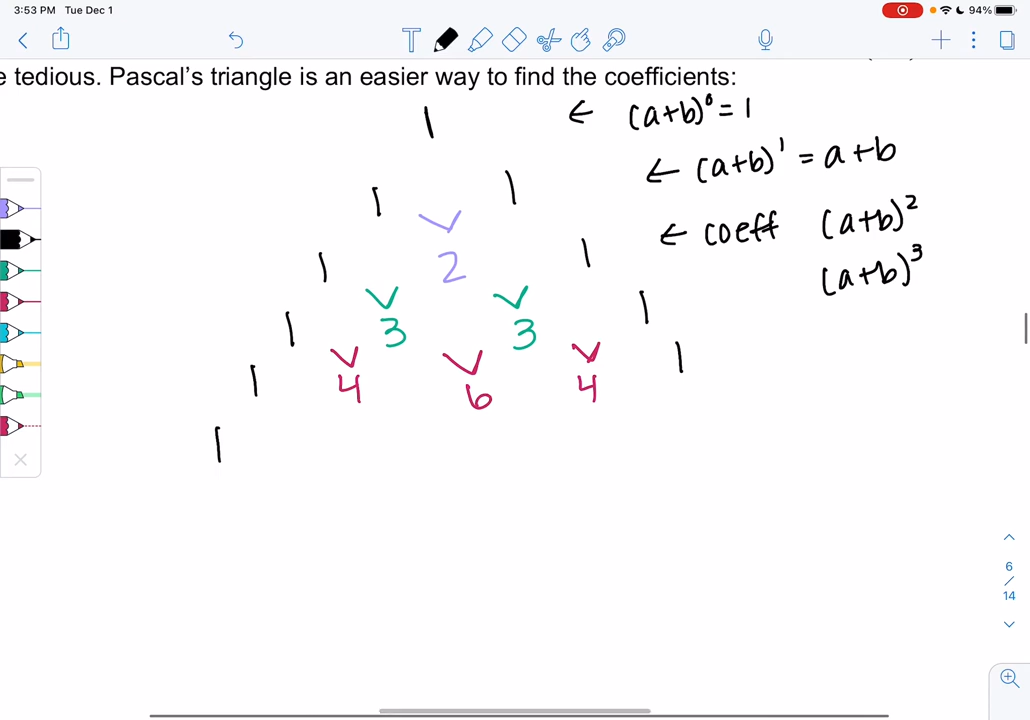 3:53 PM Tue Dec 1 94%
e tedious. Pascal's triangle is an easier way to find the coefficients:
1 ← (a+b)⁰ = 1
1 1 ← (a+b)¹ = a+b
1 2 1 ← coeff (a+b)²
1 3 3 1 (a+b)³
1 4 6 4 1
1
6
/
14